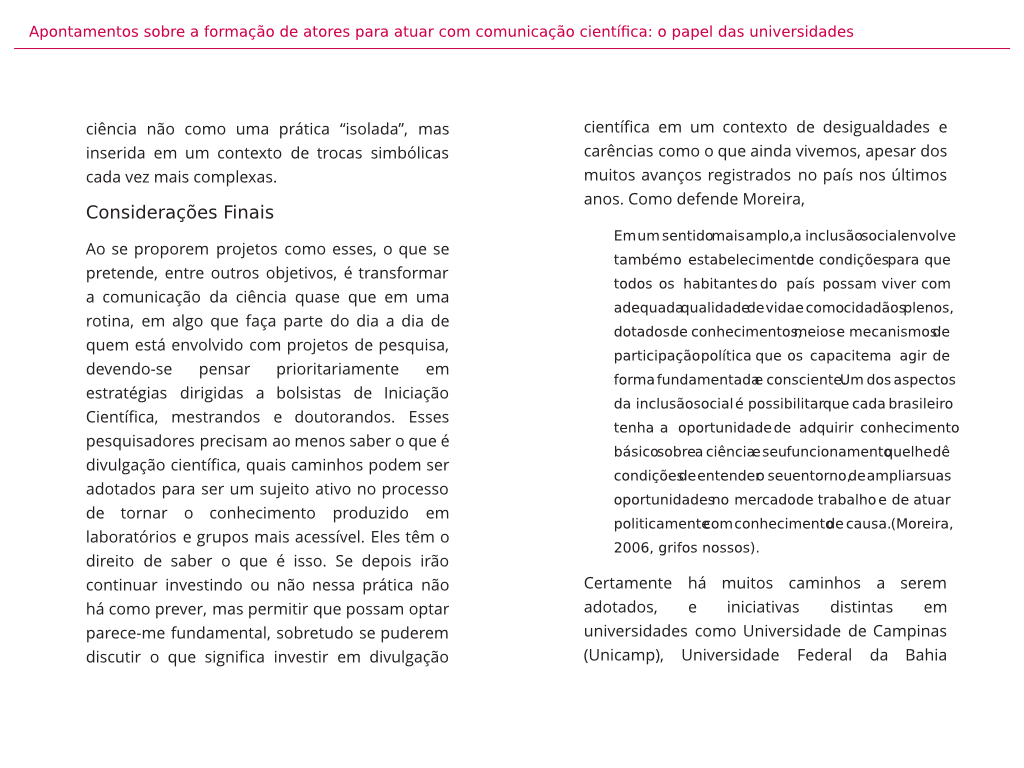 Apontamentos sobre a formação de atores para atuar com comunicação científica: o papel das universidades
ciência não como uma prática “isolada”, mas
inserida em um contexto de trocas simbólicas
cada vez mais complexas.
Considerações Finais
Ao se proporem projetos como esses, o que se
pretende, entre outros objetivos, é transformar
a comunicação da ciência quase que em uma
rotina, em algo que faça parte do dia a dia de
quem está envolvido com projetos de pesquisa,
devendo-se pensar prioritariamente em
estratégias dirigidas a bolsistas de Iniciação
Científica, mestrandos e doutorandos. Esses
pesquisadores precisam ao menos saber o que é
divulgação científica, quais caminhos podem ser
adotados para ser um sujeito ativo no processo
de tornar o conhecimento produzido em
laboratórios e grupos mais acessível. Eles têm o
direito de saber o que é isso. Se depois irão
continuar investindo ou não nessa prática não
há como prever, mas permitir que possam optar
parece-me fundamental, sobretudo se puderem
discutir o que significa investir em divulgação
científica em um contexto de desigualdades e
carências como o que ainda vivemos, apesar dos
muitos avanços registrados no país nos últimos
anos. Como defende Moreira,
Em um sentido mais amplo, a inclusão social envolve
também o estabelecimento de condições para que
todos os habitantes do país possam viver com
adequada qualidade de vida e como cidadãos plenos,
dotados de conhecimentos, meios e mecanismos de
participação política que os capacitem a agir de
forma fundamentada e consciente. Um dos aspectos
da inclusão social é possibilitar que cada brasileiro
tenha a oportunidade de adquirir conhecimento
básico sobre a ciência e seu funcionamento que lhe dê
condições de entender o seu entorno, de ampliar suas
oportunidades no mercado de trabalho e de atuar
politicamente com conhecimento de causa. (Moreira,
2006, grifos nossos).
Certamente há muitos caminhos a serem
adotados, e iniciativas distintas em
universidades como Universidade de Campinas
(Unicamp), Universidade Federal da Bahia